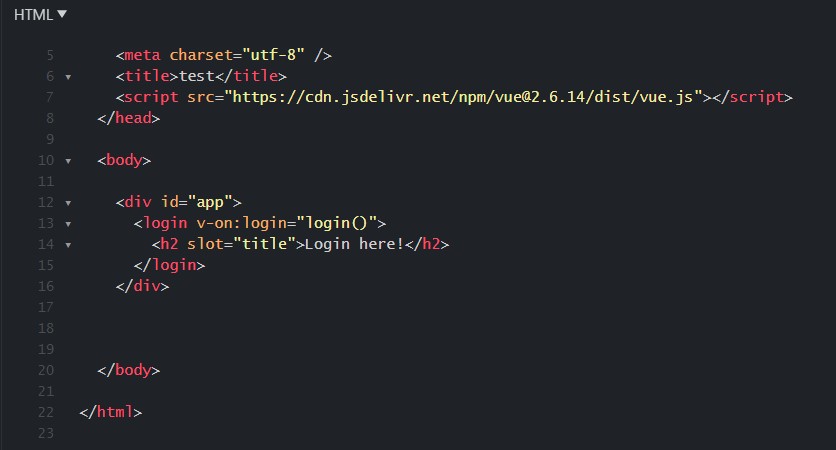 HTML
5 <meta charset="utf-8" />
6 <title>test</title>
7 <script src="https://cdn.jsdelivr.net/npm/vue@2.6.14/dist/vue.js"></script>
8 </head>
9
10 <body>
11
12 <div id="app">
13 <login v-on:login="login()">
14 <h2 slot="title">Login here!</h2>
15 </login>
16 </div>
17
18
19
20 </body>
21
22 </html>
23